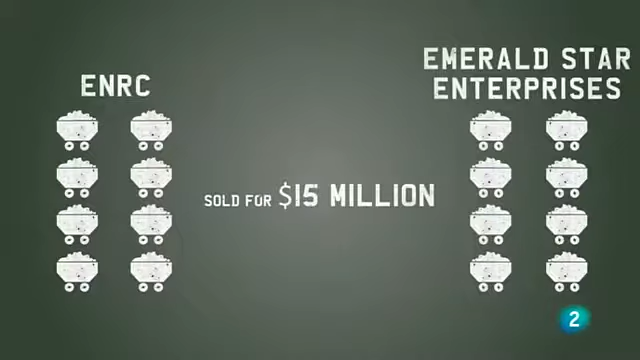 ENRC
SOLD FOR $15 MILLION
EMERALD STAR
ENTERPRISES
2